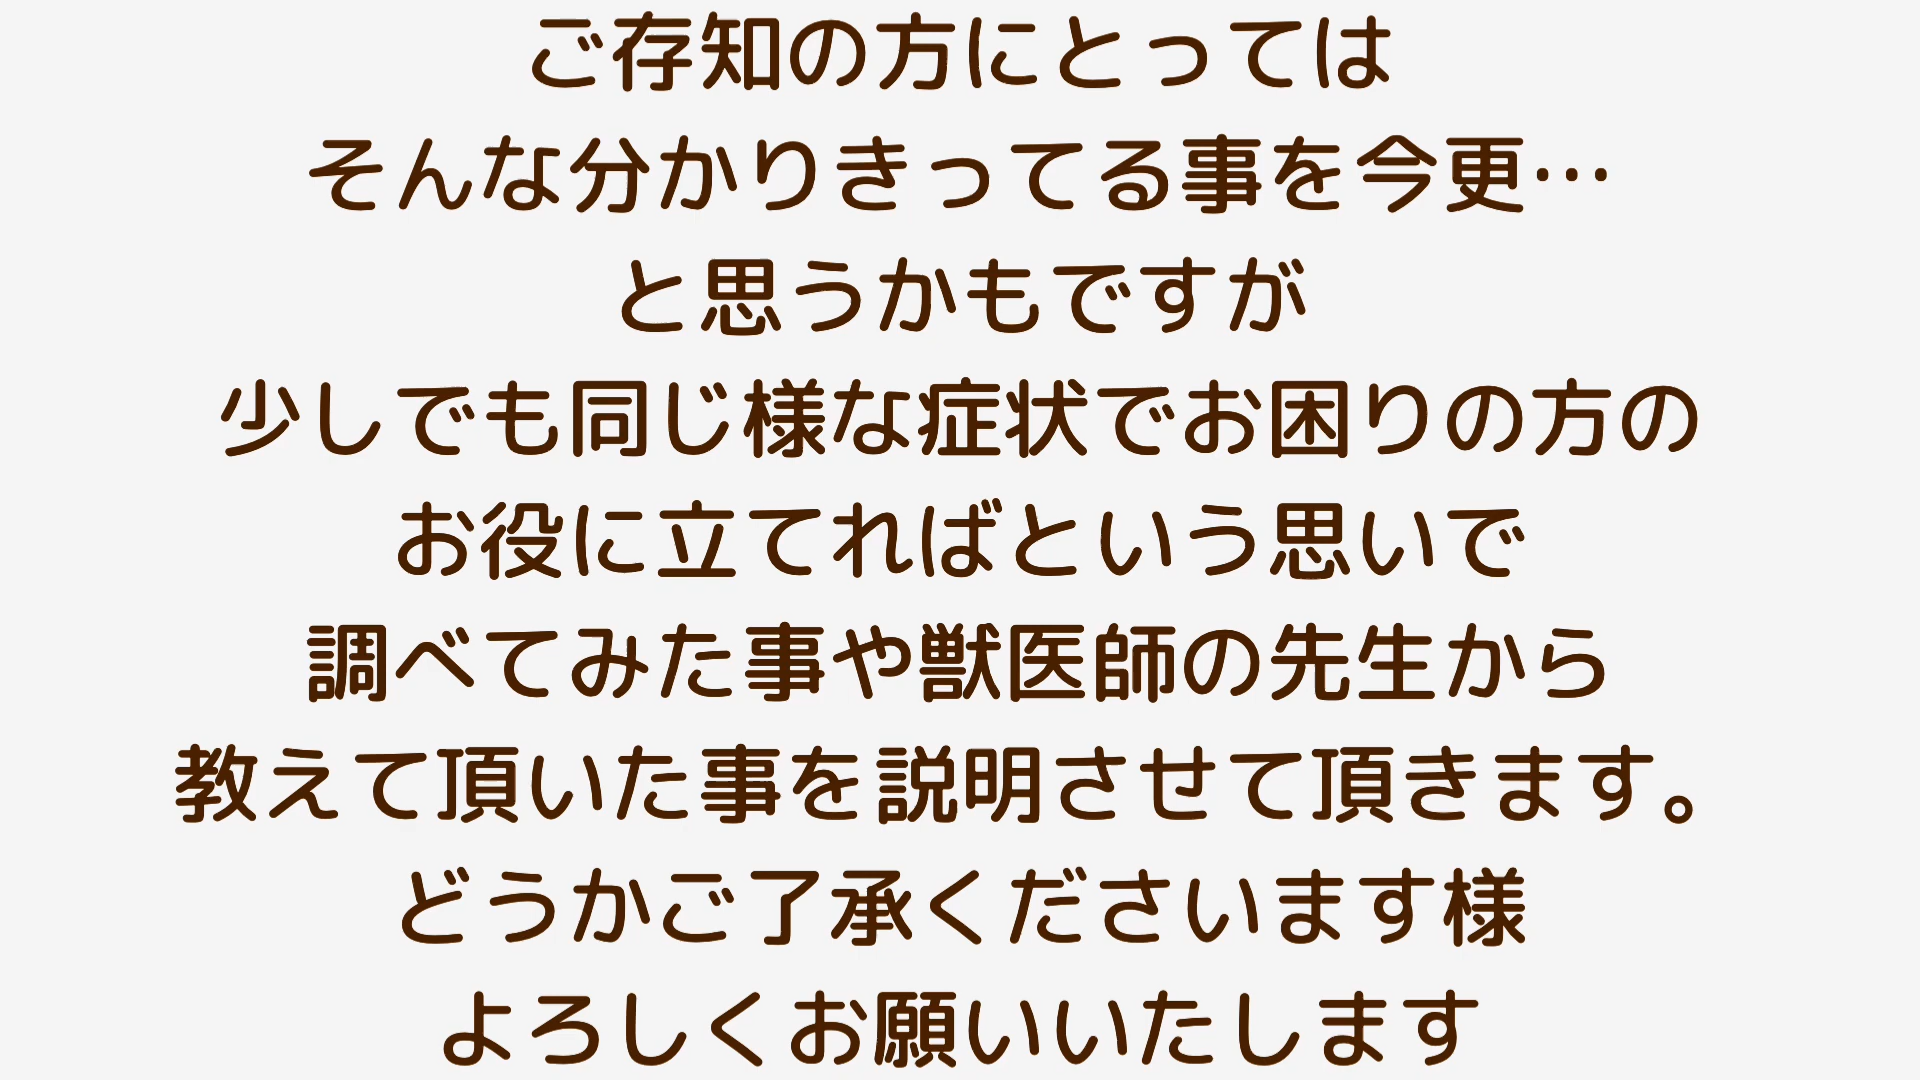 ご存知の方にとっては
そんな分かりきってる事を今更…
と思うかもですが
少しでも同じ様な症状でお困りの方の
お役に立てればという思いで
調べてみた事や獣医師の先生から
教えて頂いた事を説明させて頂きます。
どうかご了承くださいます様
よろしくお願いいたします